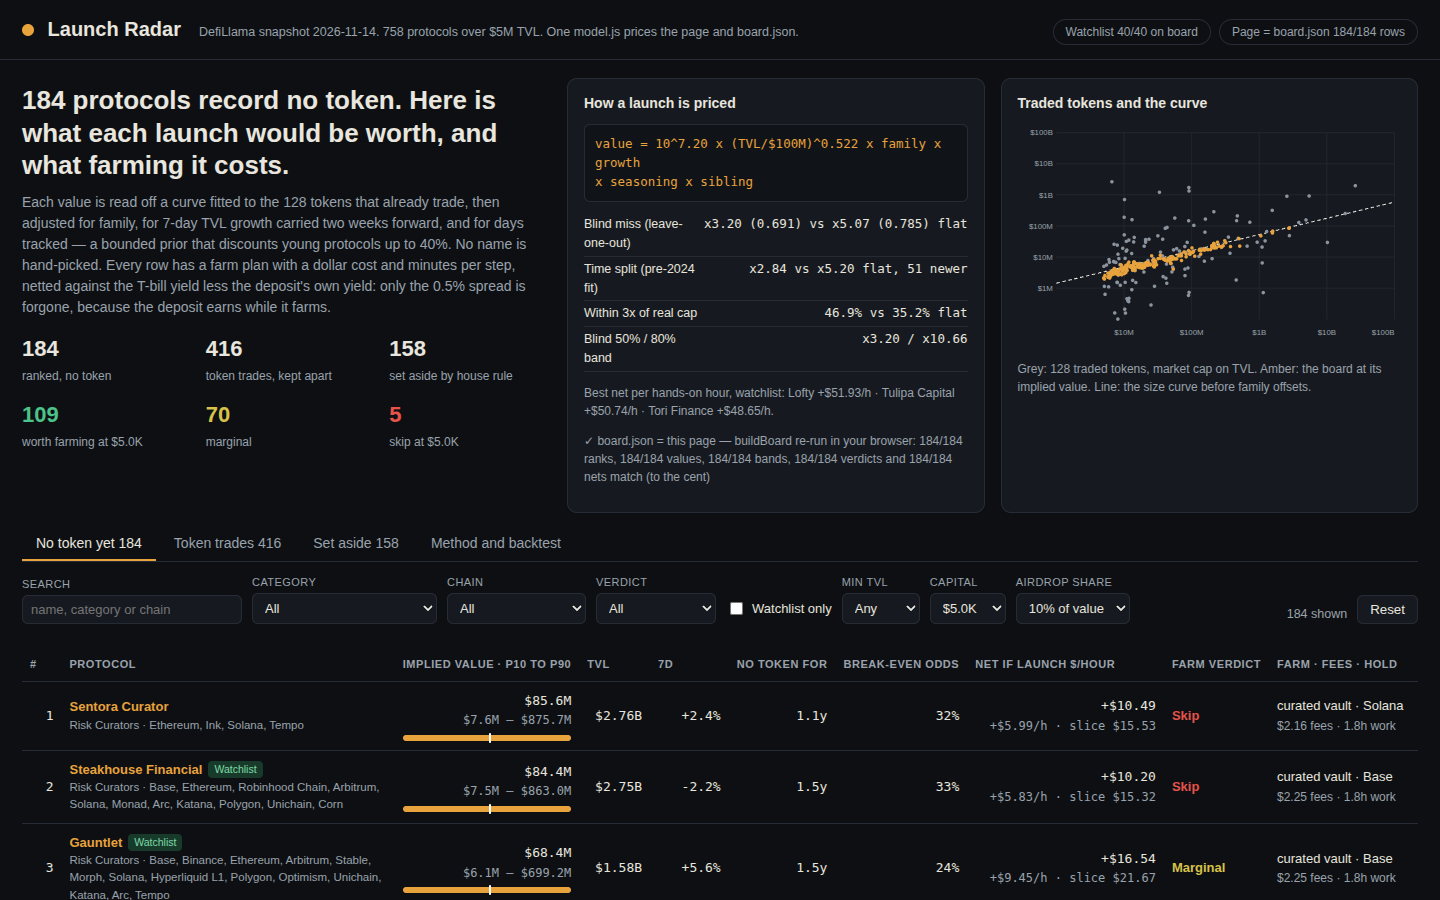 Launch Radar
DefiLlama snapshot 2026-11-14. 758 protocols over $5M TVL. One model.js prices the page and board.json.
Watchlist 40/40 on board
Page = board.json 184/184 rows
184 protocols record no token. Here is
what each launch would be worth, and
what farming it costs.
Each value is read off a curve fitted to the 128 tokens that already trade, then
adjusted for family, for 7-day TVL growth carried two weeks forward, and for days
tracked — a bounded prior that discounts young protocols up to 40%. No name is
hand-picked. Every row has a farm plan with a dollar cost and minutes per step,
netted against the T-bill yield less the deposit's own yield: only the 0.5% spread is
forgone, because the deposit earns while it farms.
184
ranked, no token
416
token trades, kept apart
158
set aside by house rule
109
worth farming at $5.0K
70
marginal
5
skip at $5.0K
How a launch is priced
value = 10^7.20 x (TVL/$100M)^0.522 x family x
growth
x seasoning x sibling
Blind miss (leave-
one-out)
x3.20 (0.691) vs x5.07 (0.785) flat
Time split (pre-2024
fit)
x2.84 vs x5.20 flat, 51 newer
Within 3x of real cap
46.9% vs 35.2% flat
Blind 50% / 80%
band
x3.20 / x10.66
Best net per hands-on hour, watchlist: Lofty +$51.93/h · Tulipa Capital
+$50.74/h · Tori Finance +$48.65/h.
✓ board.json = this page — buildBoard re-run in your browser: 184/184
ranks, 184/184 values, 184/184 bands, 184/184 verdicts and 184/184
nets match (to the cent)
Traded tokens and the curve
$100B
$10B
$1B
$100M
$10M
$1M
$10M
$100M
$1B
$10B
$100B
Grey: 128 traded tokens, market cap on TVL. Amber: the board at its
implied value. Line: the size curve before family offsets.
No token yet 184
Token trades 416
Set aside 158
Method and backtest
SEARCH
name, category or chain
CATEGORY
All
CHAIN
All
VERDICT
All
Watchlist only
MIN TVL
Any
CAPITAL
$5.0K
AIRDROP SHARE
10% of value
184 shown
Reset
# PROTOCOL IMPLIED VALUE · P10 TO P90 TVL 7D NO TOKEN FOR BREAK-EVEN ODDS NET IF LAUNCH $/HOUR FARM VERDICT FARM · FEES · HOLD
1
Sentora Curator
Risk Curators · Ethereum, Ink, Solana, Tempo
$85.6M
$7.6M — $875.7M
$2.76B
+2.4%
1.1y
32%
+$10.49
+$5.99/h · slice $15.53
Skip
curated vault · Solana
$2.16 fees · 1.8h work
2
Steakhouse Financial Watchlist
Risk Curators · Base, Ethereum, Robinhood Chain, Arbitrum,
Solana, Monad, Arc, Katana, Polygon, Unichain, Corn
$84.4M
$7.5M — $863.0M
$2.75B
-2.2%
1.5y
33%
+$10.20
+$5.83/h · slice $15.32
Skip
curated vault · Base
$2.25 fees · 1.8h work
3
Gauntlet Watchlist
Risk Curators · Base, Binance, Ethereum, Arbitrum, Stable,
Morph, Solana, Hyperliquid L1, Polygon, Optimism, Unichain,
Katana, Arc, Tempo
$68.4M
$6.1M — $699.2M
$1.58B
+5.6%
1.5y
24%
+$16.54
+$9.45/h · slice $21.67
Marginal
curated vault · Base
$2.25 fees · 1.8h work